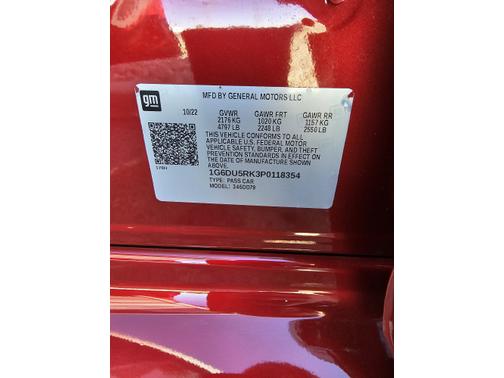 gm
MFD BY GENERAL MOTORS LLC
10/22 GVWR GAWR FRT GAWR RR
2176 KG 1020 KG 1157 KG
4797 LB 2248 LB 2550 LB
THIS VEHICLE CONFORMS TO ALL
APPLICABLE U.S. FEDERAL MOTOR
VEHICLE SAFETY, BUMPER, AND THEFT
PREVENTION STANDARDS IN EFFECT ON
THE DATE OF MANUFACTURE SHOWN
ABOVE.
1G6DU5RK3P0118354
TYPE: PASS CAR
MODEL: 346DD79